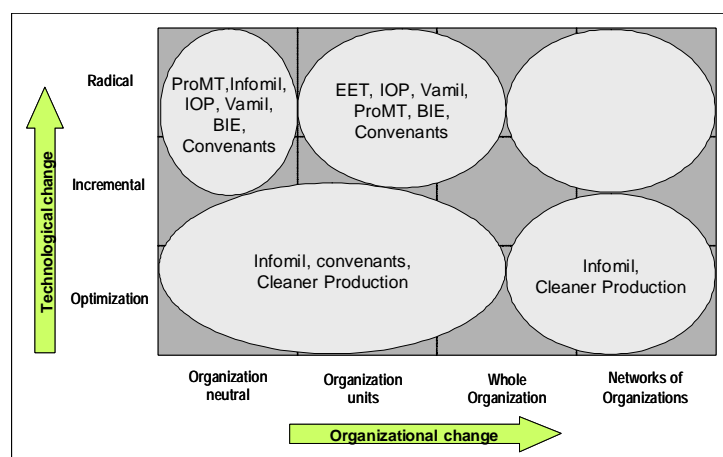 Technological change
Radical
Incremental
Optimization
ProMT,Infomil,
IOP, Vamil,
BIE,
Convenants
EET, IOP, Vamil,
ProMT, BIE,
Convenants
Infomil, convenants,
Cleaner Production
Infomil,
Cleaner Production
Organization
neutral
Organization
units
Whole
Organization
Networks of
Organizations
Organizational change